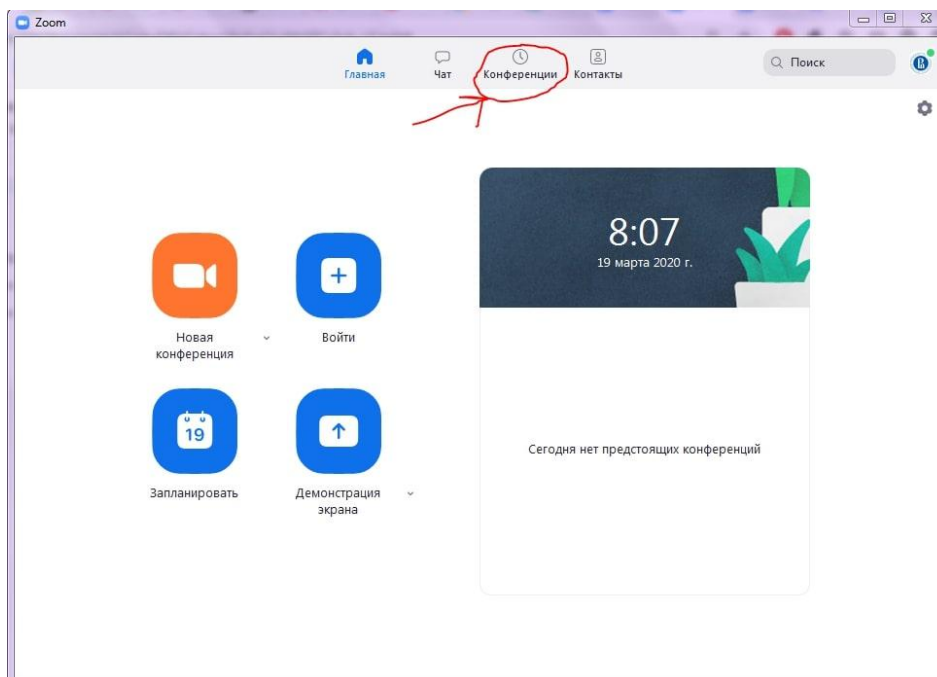 Zoom
Главная
Чат
Конференции
Контакты
Поиск
8:07
19 марта 2020 г.
Новая
конференция
Войти
19
Запланировать
Демонстрация
экрана
Сегодня нет предстоящих конференций